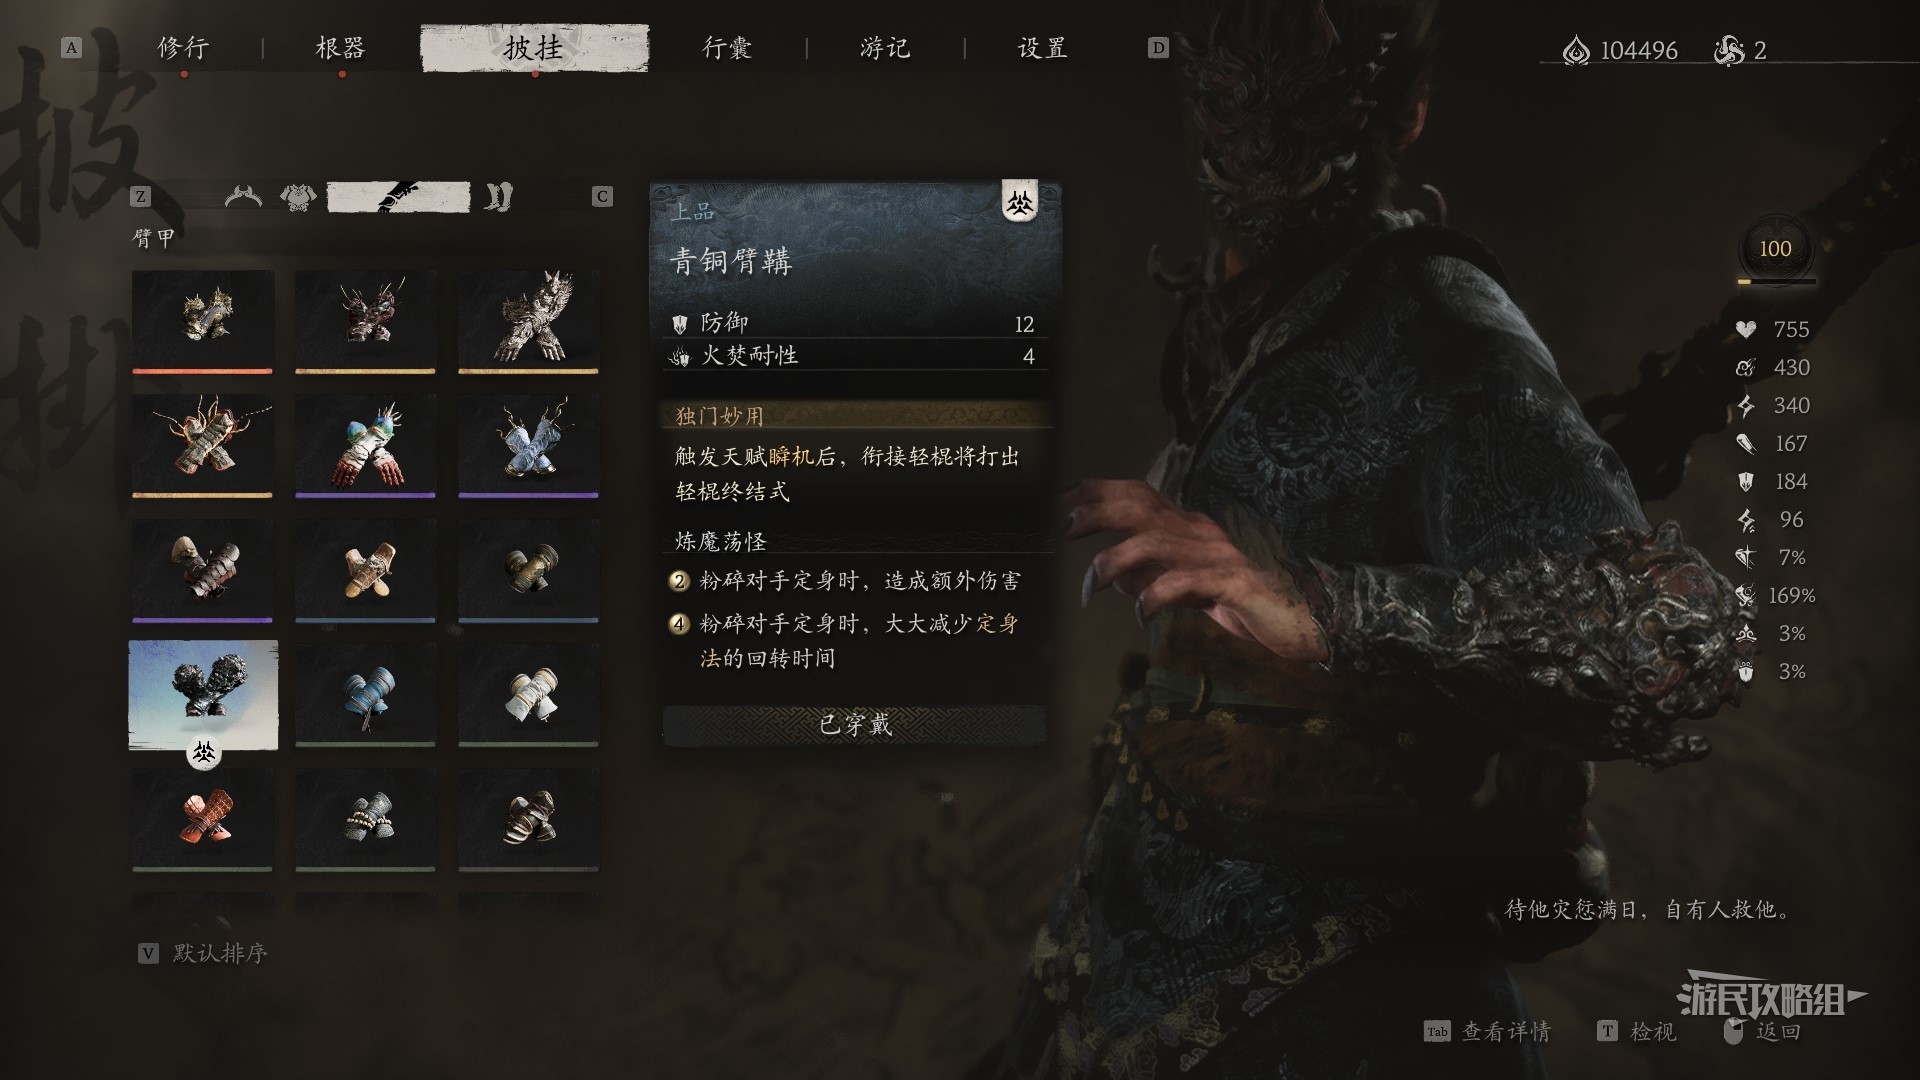 A 修行 根器 披挂 行囊 游记 设置 D 104496 2
披挂
Z C
臂甲
上品
青铜臂鞲
防御 12
火焚耐性 4
独门妙用
触发天赋瞬机后，衔接轻棍将打出
轻棍终结式
炼魔荡怪
2 粉碎对手定身时，造成额外伤害
4 粉碎对手定身时，大大减少定身
法的回转时间
已穿戴
V 默认排序
100
755
430
340
167
184
96
7%
169%
3%
3%
待他灾愆满日，自有人救他。
游民攻略组
Tab 查看详情 T 检视 返回